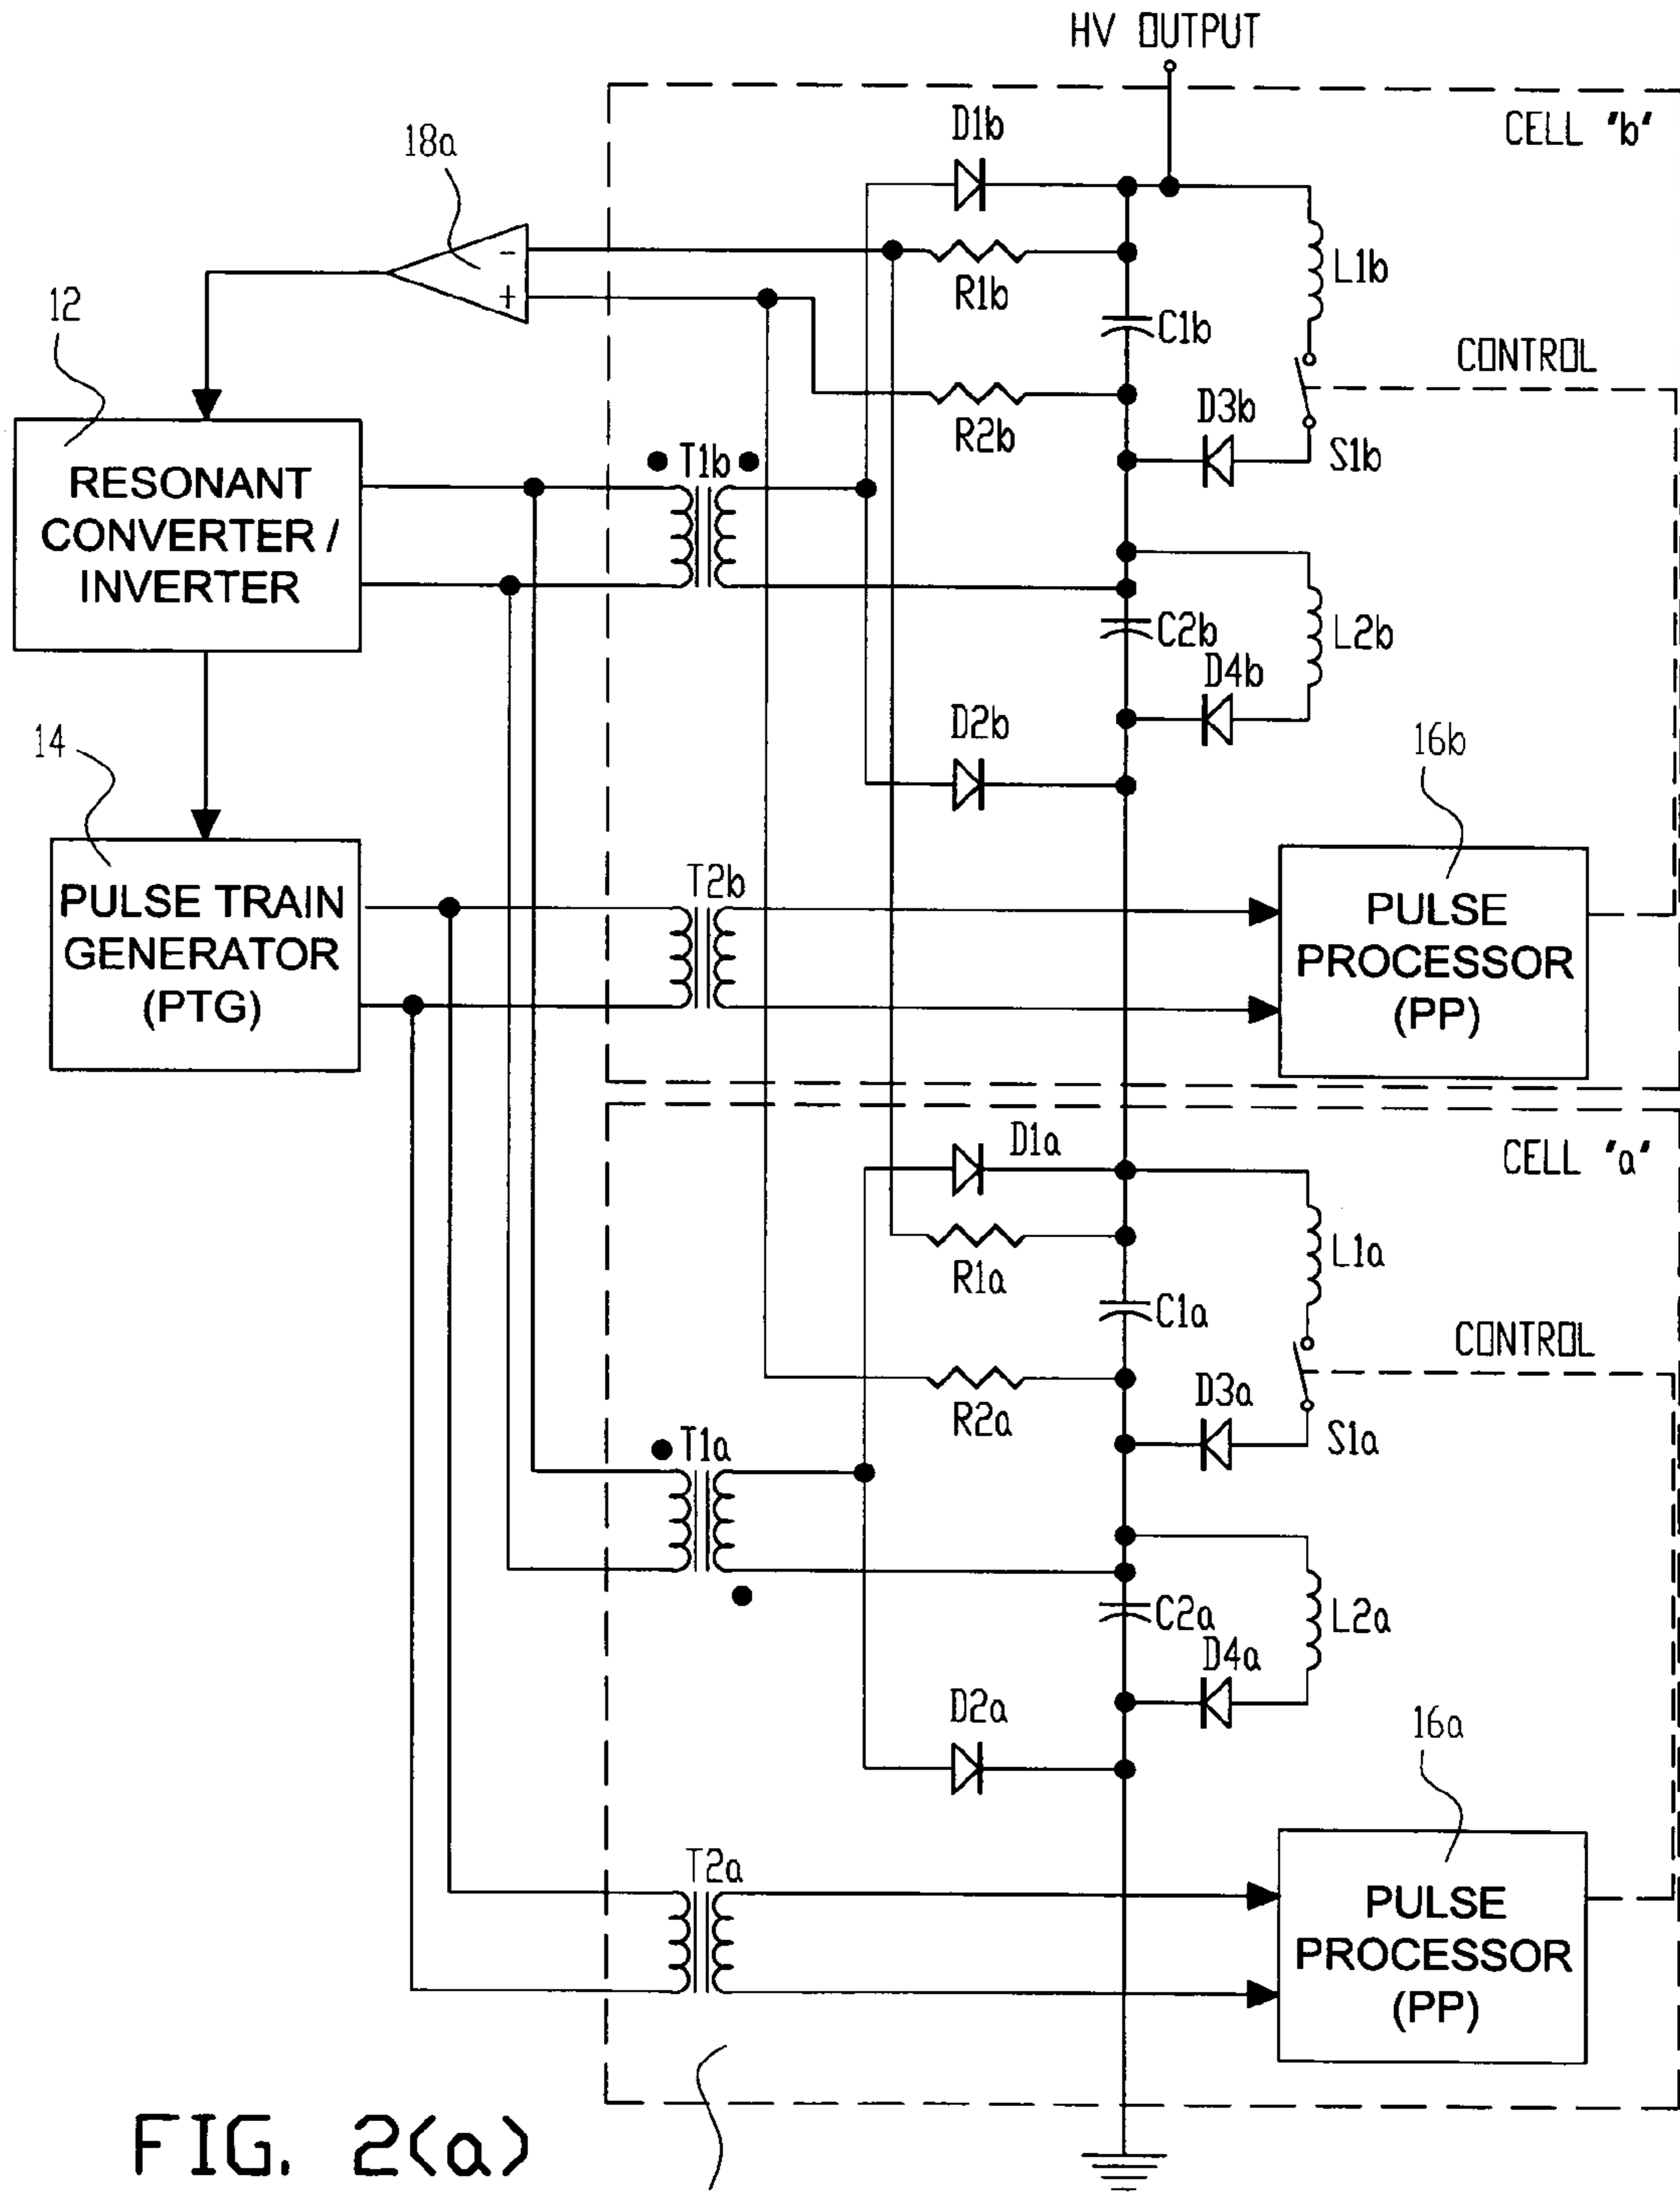 HV OUTPUT
CELL "b"
D1b
18a
-
+
R1b
L1b
12
C1b
CONTROL
D3b
R2b
S1b
T1b
RESONANT
CONVERTER /
INVERTER
C2b
L2b
D4b
D2b
14
16b
T2b
PULSE TRAIN
GENERATOR
(PTG)
PULSE
PROCESSOR
(PP)
D1a
CELL "a"
L1a
R1a
C1a
CONTROL
D3a
R2a
S1a
T1a
C2a
L2a
D4a
D2a
16a
T2a
PULSE
PROCESSOR
(PP)
FIG. 2(a)